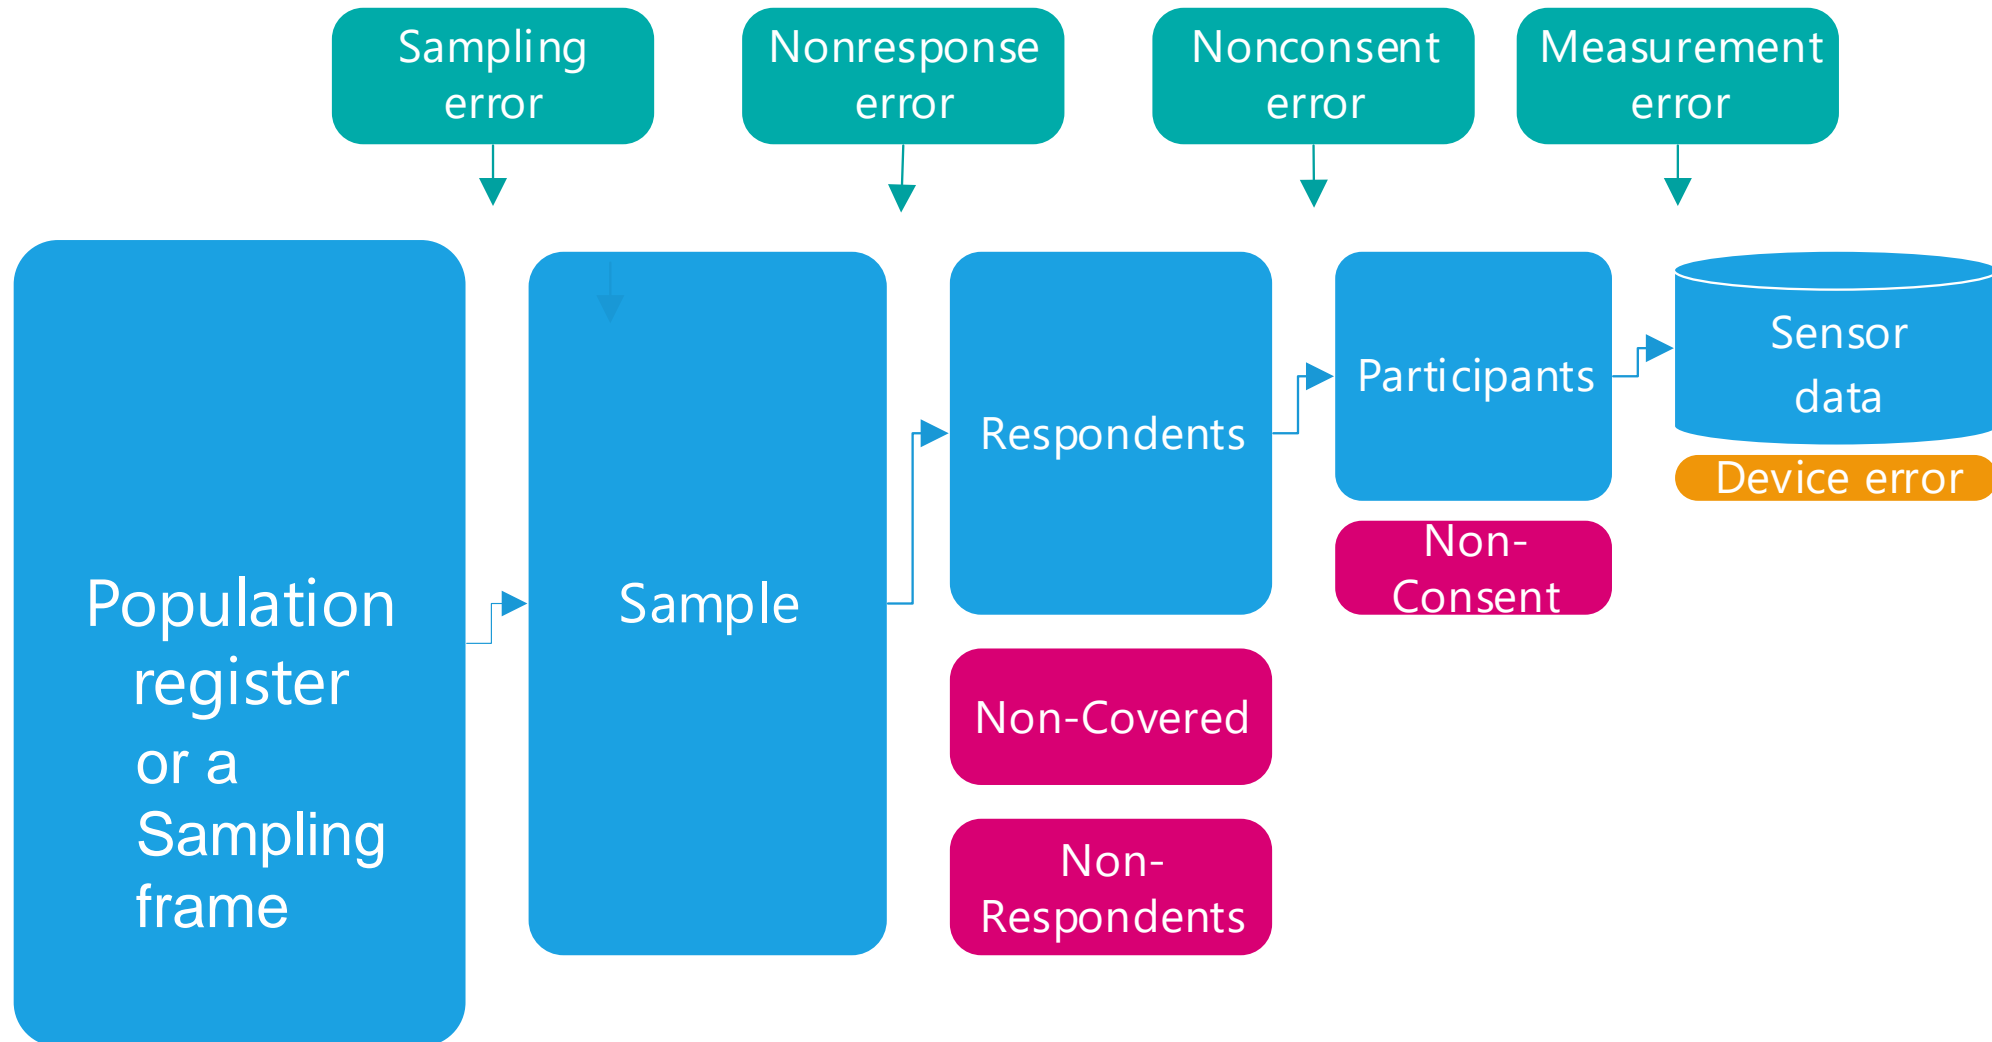 Sampling
error
Nonresponse
error
Nonconsent
error
Measurement
error
Population
register
or a
Sampling
frame
Sample
Respondents
Non-Covered
Non-
Respondents
Participants
Non-
Consent
Sensor
data
Device error